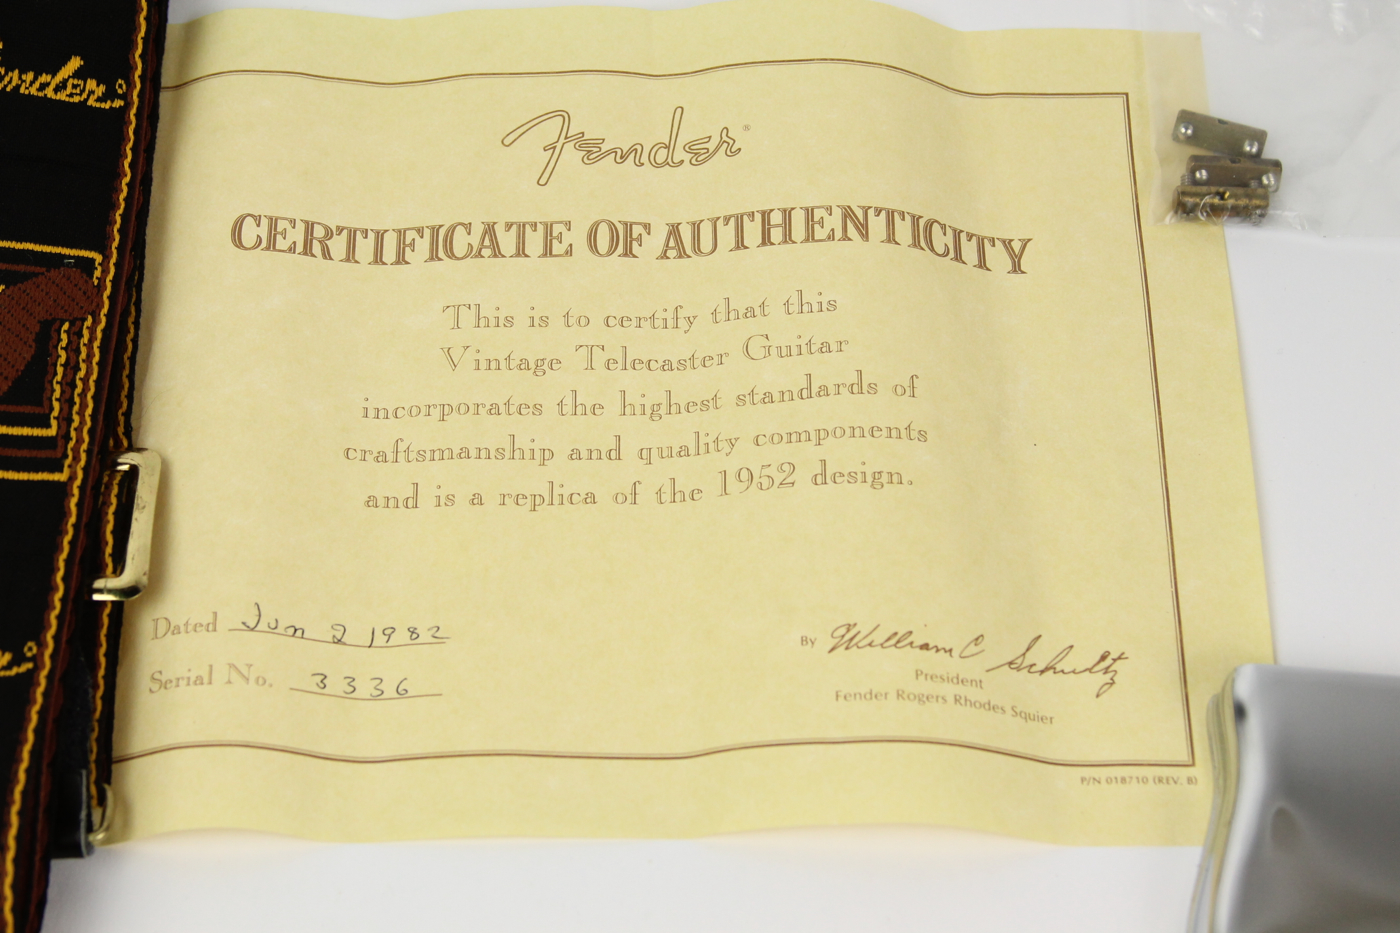 Fender®
CERTIFICATE OF AUTHENTICITY
This is to certify that this
Vintage Telecaster Guitar
incorporates the highest standards of
craftsmanship and quality components
and is a replica of the 1952 design.
Dated Jun 2 1982
Serial No. 3336
By William C Schultz
President
Fender Rogers Rhodes Squier
P/N 018710 (REV. B)
ender